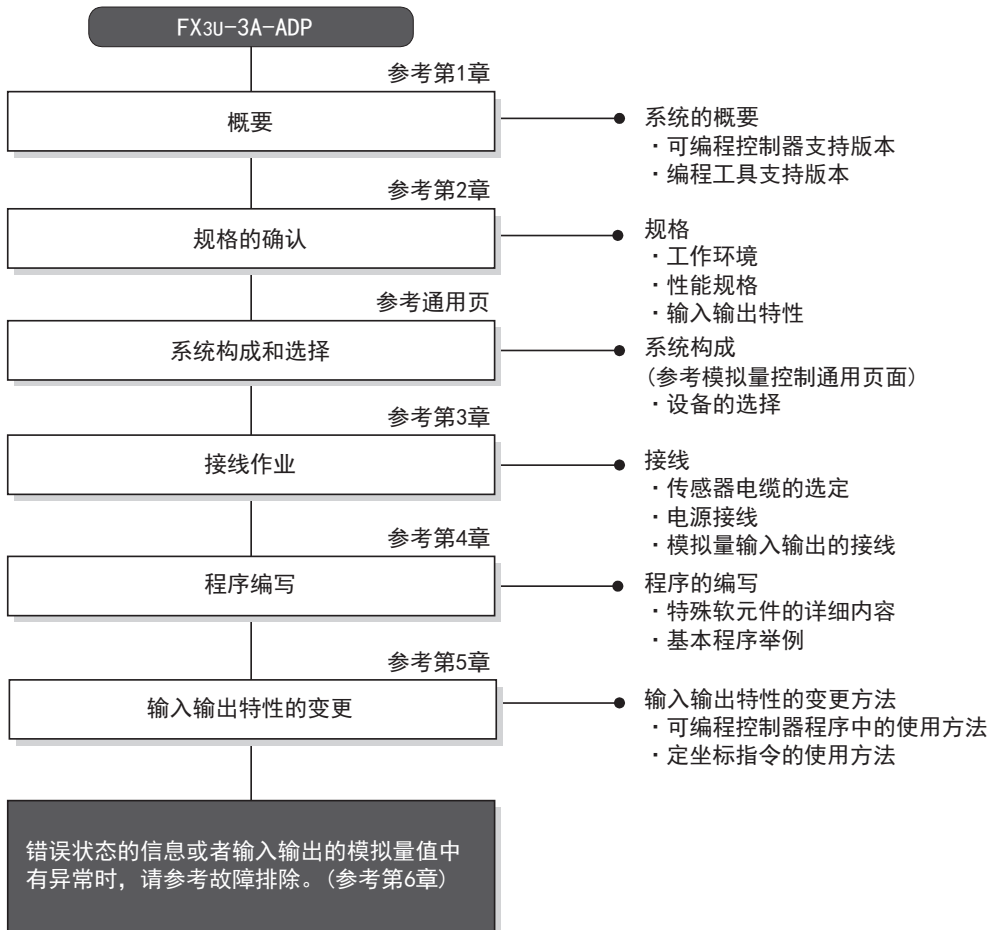 FX3U-3A-ADP
参考第1章
概要
系统的概要
・可编程控制器支持版本
・编程工具支持版本
参考第2章
规格的确认
规格
・工作环境
・性能规格
・输入输出特性
参考通用页
系统构成和选择
系统构成
(参考模拟量控制通用页面)
・设备的选择
参考第3章
接线作业
接线
・传感器电缆的选定
・电源接线
・模拟量输入输出的接线
参考第4章
程序编写
程序的编写
・特殊软元件的详细内容
・基本程序举例
参考第5章
输入输出特性的变更
输入输出特性的变更方法
・可编程控制器程序中的使用方法
・定坐标指令的使用方法
错误状态的信息或者输入输出的模拟量值中
有异常时，请参考故障排除。(参考第6章)